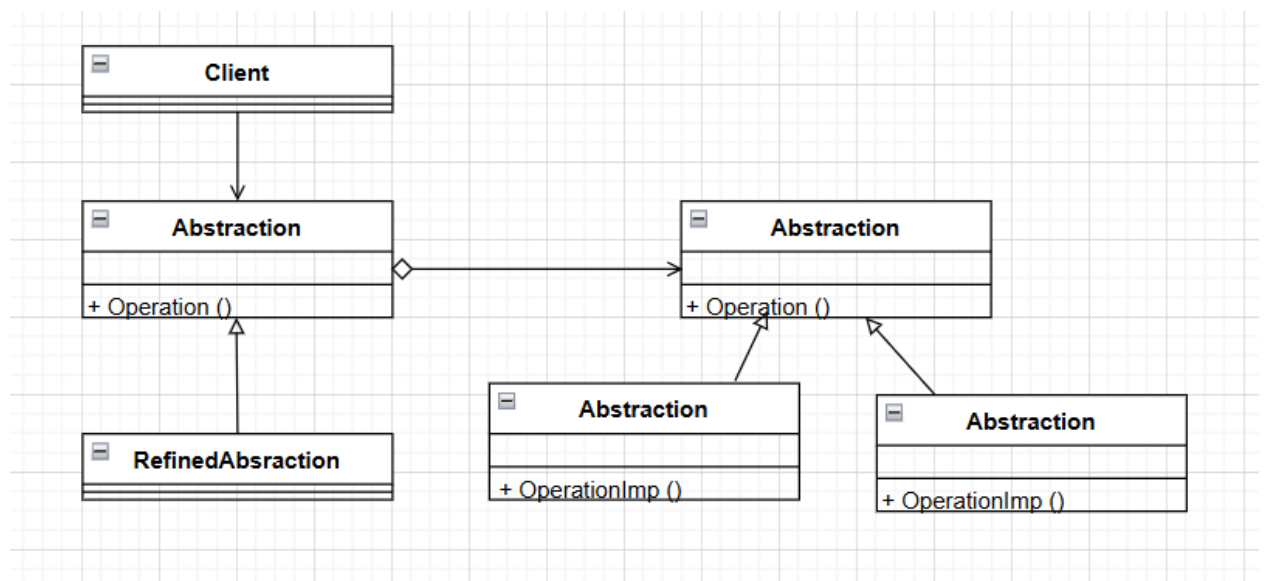 Client
Abstraction
+ Operation ()
Abstraction
+ Operation ()
RefinedAbsraction
Abstraction
+ OperationImp ()
Abstraction
+ OperationImp ()